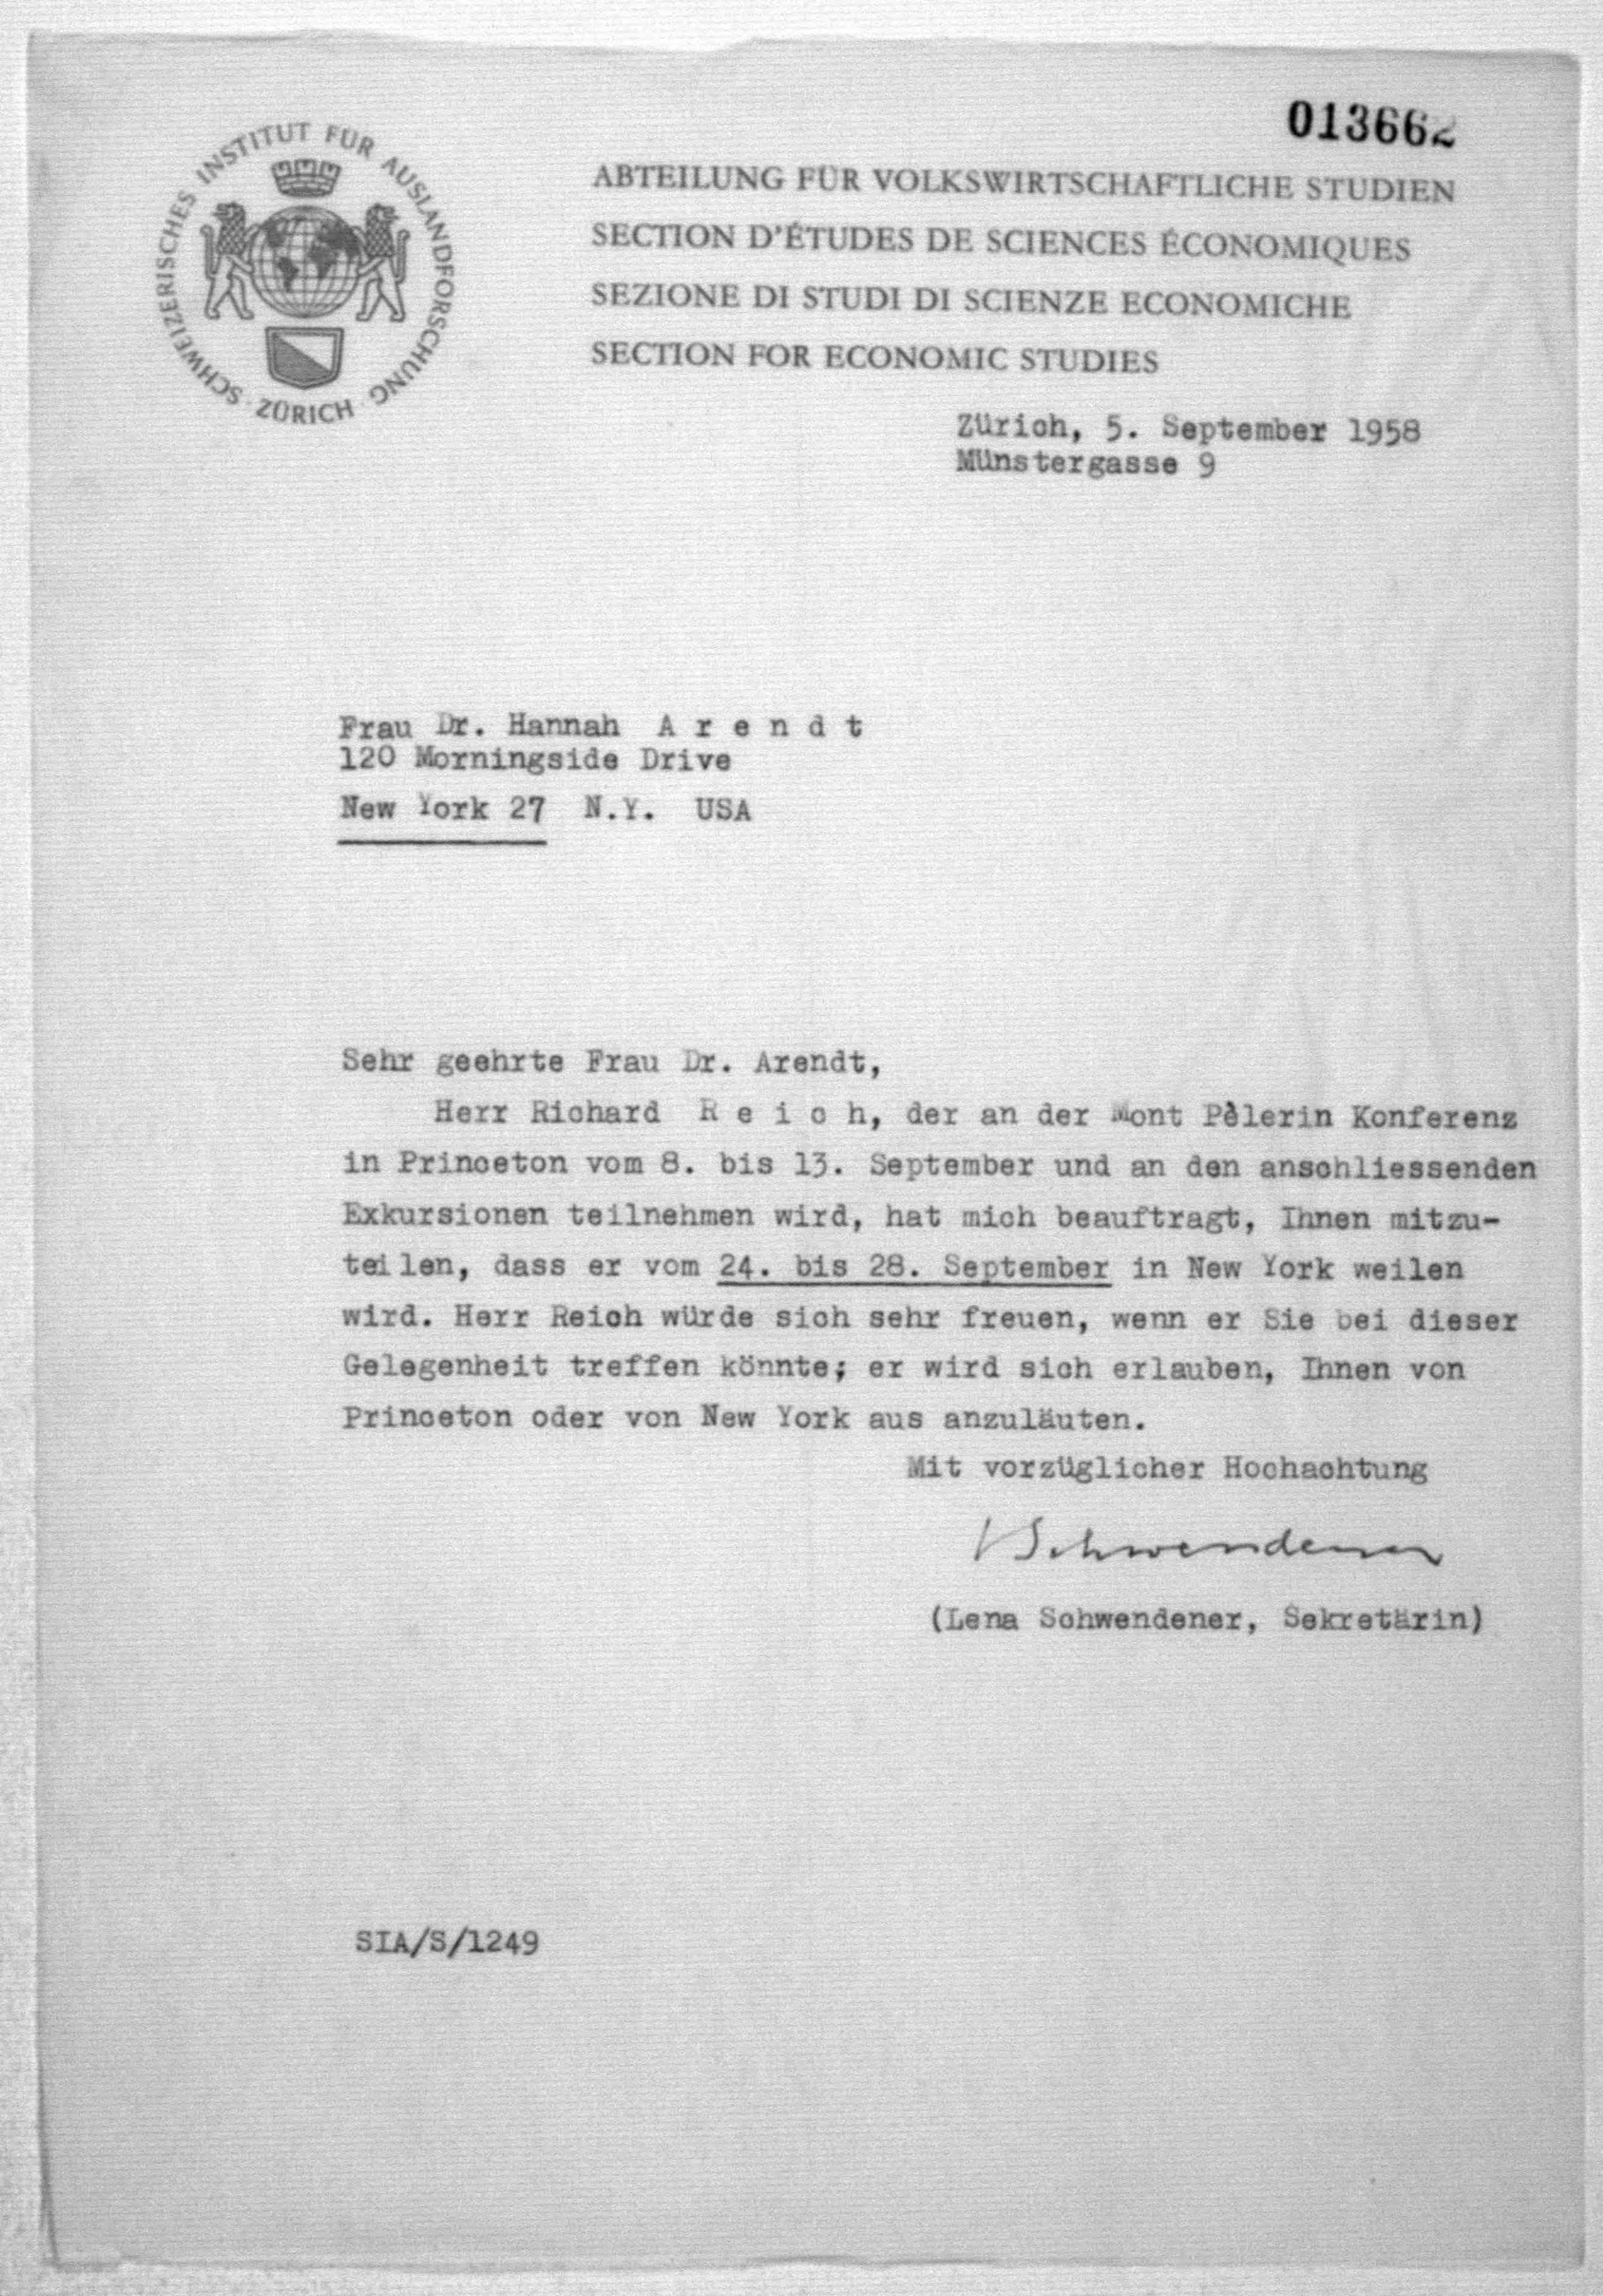 013662
SCHWEIZERISCHES INSTITUT FÜR AUSLANDFORSCHUNG · ZÜRICH ·
ABTEILUNG FÜR VOLKSWIRTSCHAFTLICHE STUDIEN
SECTION D'ÉTUDES DE SCIENCES ÉCONOMIQUES
SEZIONE DI STUDI DI SCIENZE ECONOMICHE
SECTION FOR ECONOMIC STUDIES
Zürich, 5. September 1958
Münstergasse 9
Frau Dr. Hannah A r e n d t
120 Morningside Drive
New York 27 N.Y. USA
Sehr geehrte Frau Dr. Arendt,
Herr Richard R e i c h, der an der Mont Pèlerin Konferenz
in Princeton vom 8. bis 13. September und an den anschliessenden
Exkursionen teilnehmen wird, hat mich beauftragt, Ihnen mitzu-
teilen, dass er vom 24. bis 28. September in New York weilen
wird. Herr Reich würde sich sehr freuen, wenn er Sie bei dieser
Gelegenheit treffen könnte; er wird sich erlauben, Ihnen von
Princeton oder von New York aus anzuläuten.
Mit vorzüglicher Hochachtung
LSchwendener
(Lena Schwendener, Sekretärin)
SIA/S/1249